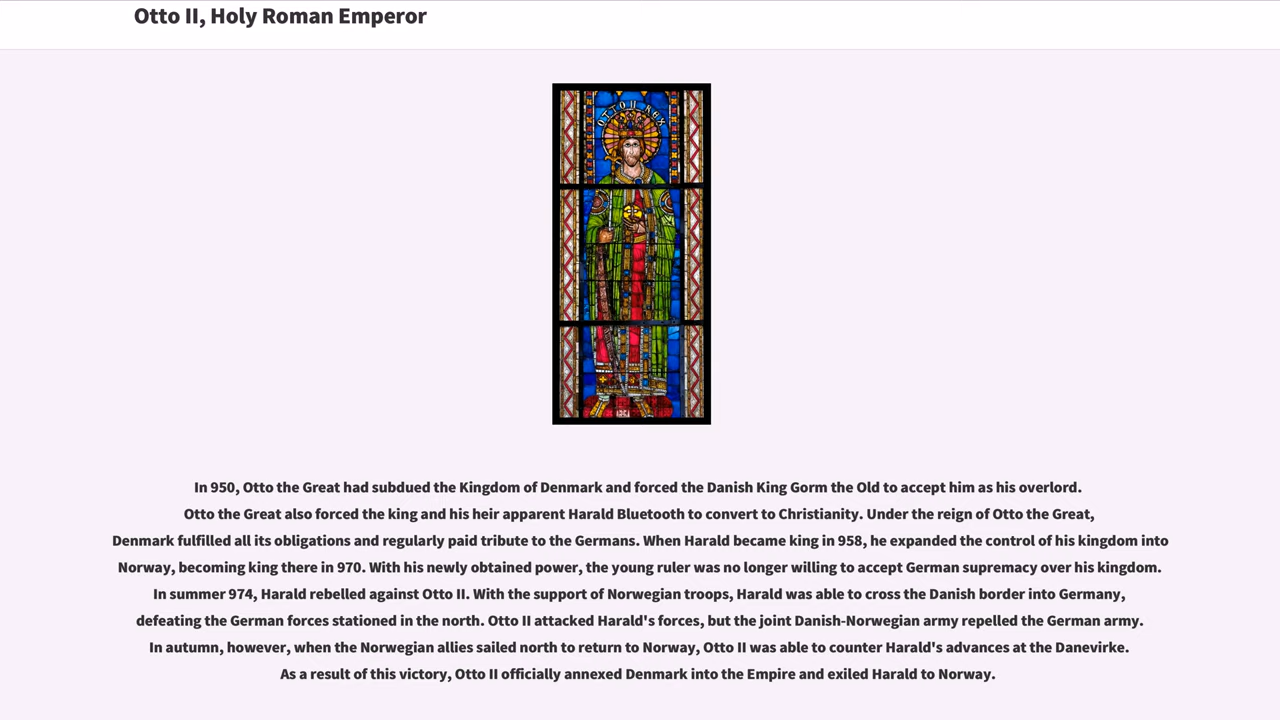 Otto II, Holy Roman Emperor
OTTO II REX
In 950, Otto the Great had subdued the Kingdom of Denmark and forced the Danish King Gorm the Old to accept him as his overlord.
Otto the Great also forced the king and his heir apparent Harald Bluetooth to convert to Christianity. Under the reign of Otto the Great,
Denmark fulfilled all its obligations and regularly paid tribute to the Germans. When Harald became king in 958, he expanded the control of his kingdom into
Norway, becoming king there in 970. With his newly obtained power, the young ruler was no longer willing to accept German supremacy over his kingdom.
In summer 974, Harald rebelled against Otto II. With the support of Norwegian troops, Harald was able to cross the Danish border into Germany,
defeating the German forces stationed in the north. Otto II attacked Harald's forces, but the joint Danish-Norwegian army repelled the German army.
In autumn, however, when the Norwegian allies sailed north to return to Norway, Otto II was able to counter Harald's advances at the Danevirke.
As a result of this victory, Otto II officially annexed Denmark into the Empire and exiled Harald to Norway.